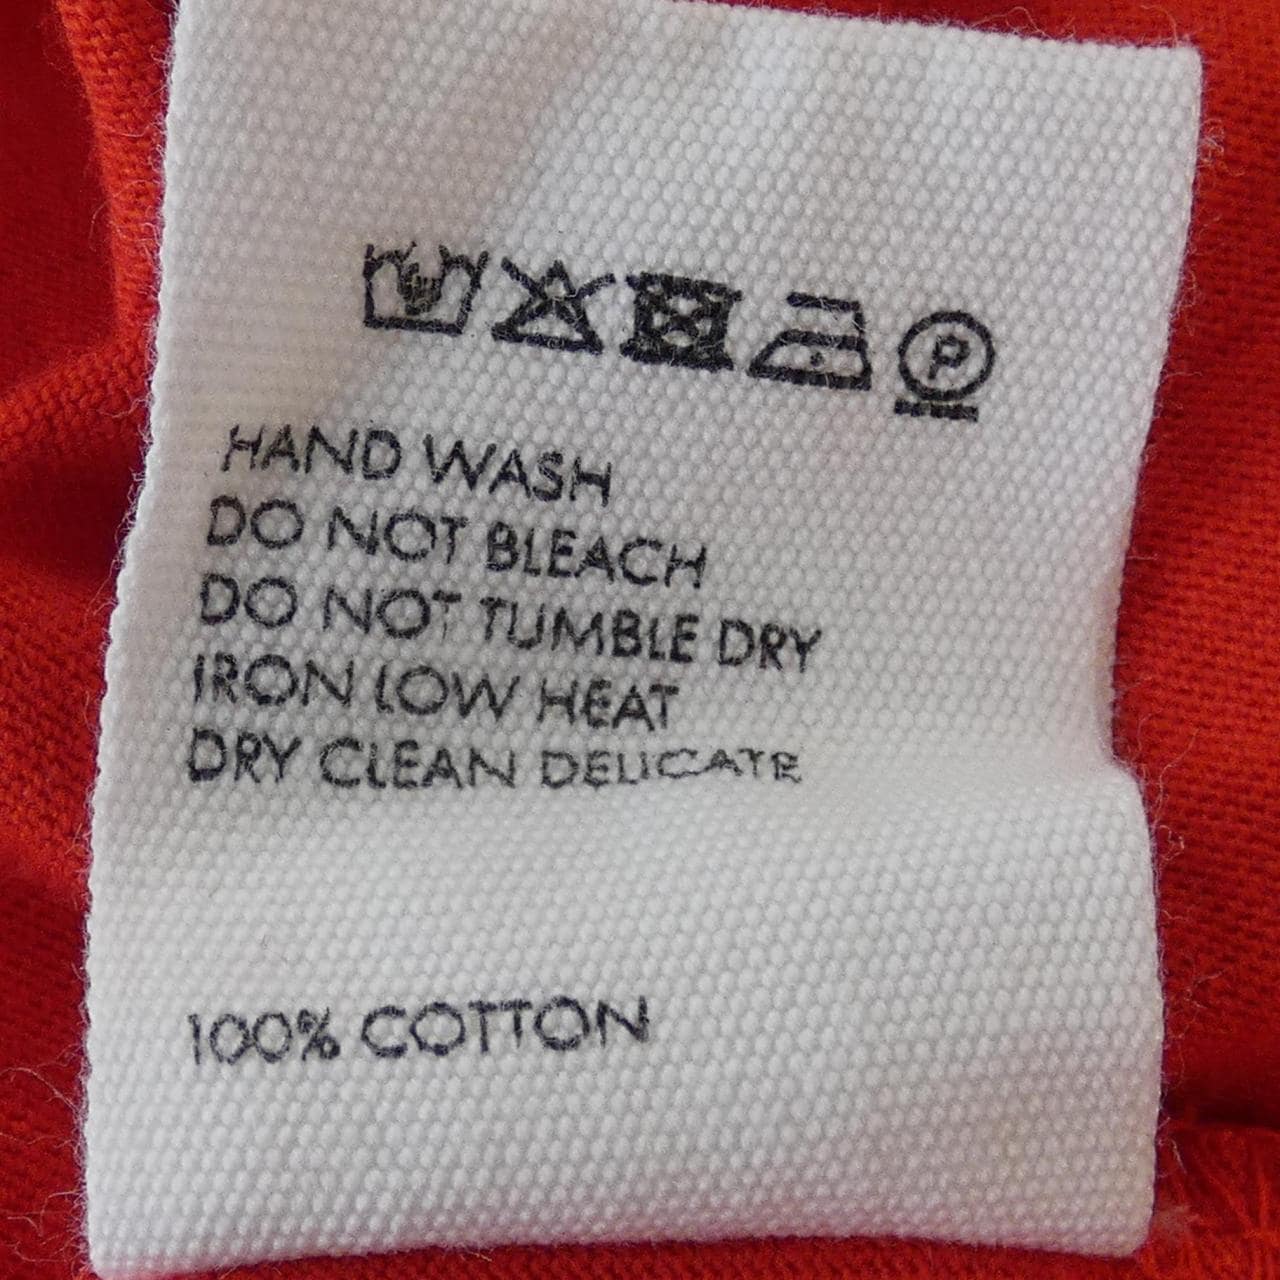 P
HAND WASH
DO NOT BLEACH
DO NOT TUMBLE DRY
IRON LOW HEAT
DRY CLEAN DELICATE
100% COTTON